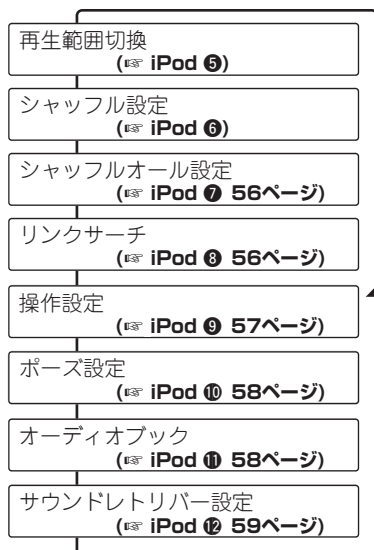 再生範囲切換
(☞ iPod ❺)
シャッフル設定
(☞ iPod ❻)
シャッフルオール設定
(☞ iPod ❼ 56ページ)
リンクサーチ
(☞ iPod ❽ 56ページ)
操作設定
(☞ iPod ❾ 57ページ)
ポーズ設定
(☞ iPod ❿ 58ページ)
オーディオブック
(☞ iPod ⓫ 58ページ)
サウンドレトリバー設定
(☞ iPod ⓬ 59ページ)